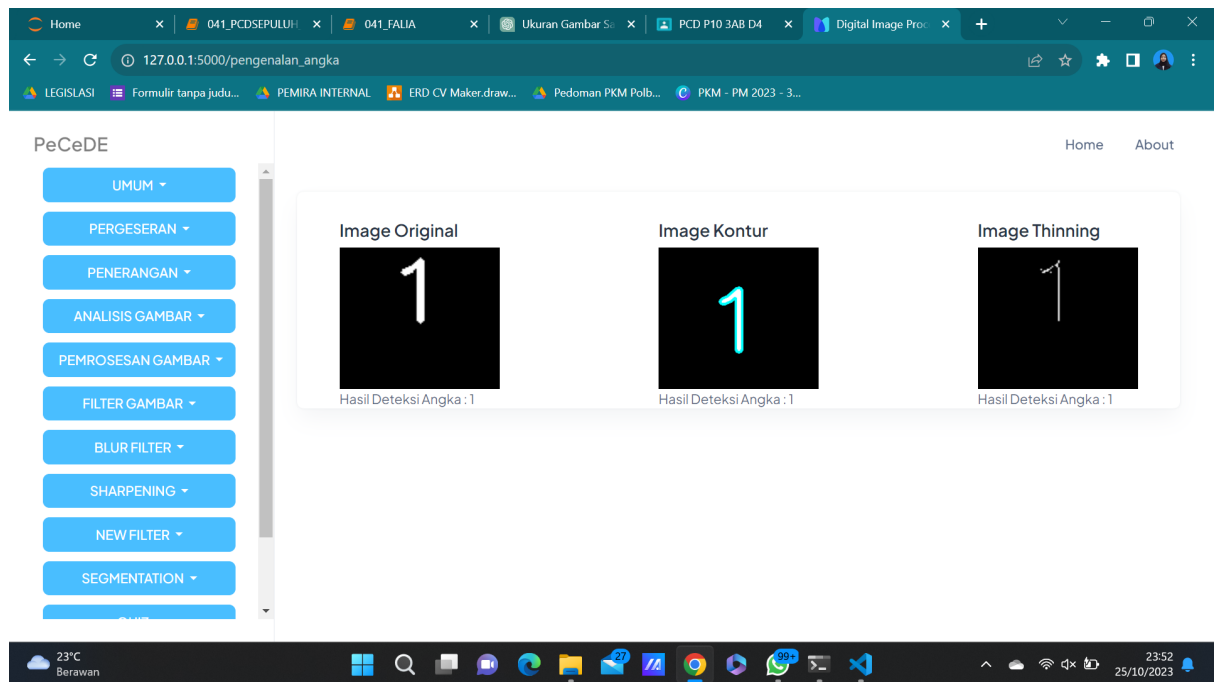 Home
041_PCDSEPULUH
041_FALIA
Ukuran Gambar Sa
PCD P10 3AB D4
Digital Image Proc
127.0.0.1:5000/pengenalan_angka
LEGISLASI
Formulir tanpa judu...
PEMIRA INTERNAL
ERD CV Maker.draw...
Pedoman PKM Polb...
PKM - PM 2023 - 3...
PeCeDE
Home
About
UMUM
PERGESERAN
PENERANGAN
ANALISIS GAMBAR
PEMROSESAN GAMBAR
FILTER GAMBAR
BLUR FILTER
SHARPENING
NEW FILTER
SEGMENTATION
Image Original
1
Hasil Deteksi Angka : 1
Image Kontur
1
Hasil Deteksi Angka : 1
Image Thinning
1
Hasil Deteksi Angka : 1
23°C
Berawan
27
99+
23:52
25/10/2023